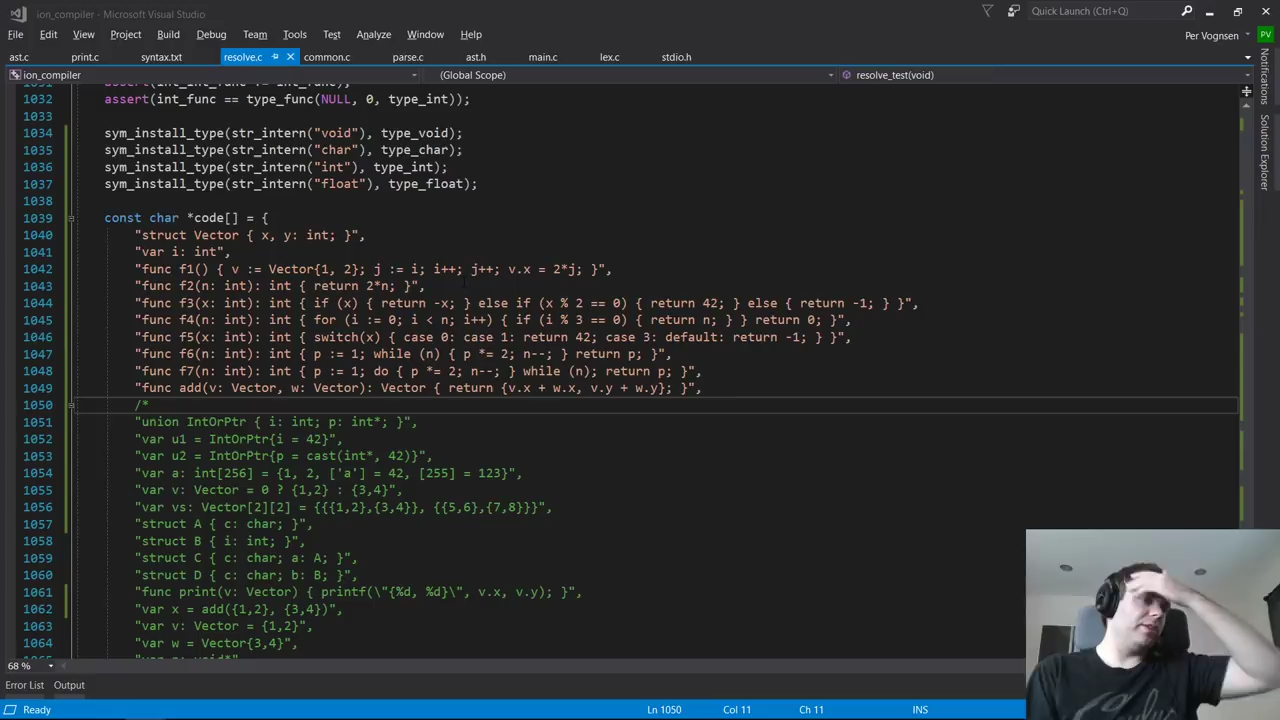 ion_compiler - Microsoft Visual Studio
Quick Launch (Ctrl+Q)
File Edit View Project Build Debug Team Tools Test Analyze Window Help
Per Vognsen PV
ast.c print.c syntax.txt resolve.c common.c parse.c ast.h main.c lex.c stdio.h
ion_compiler (Global Scope) resolve_test(void)
Notifications
Solution Explorer
1032 assert(int_func == type_func(NULL, 0, type_int));
1033
1034 sym_install_type(str_intern("void"), type_void);
1035 sym_install_type(str_intern("char"), type_char);
1036 sym_install_type(str_intern("int"), type_int);
1037 sym_install_type(str_intern("float"), type_float);
1038
1039 const char *code[] = {
1040 "struct Vector { x, y: int; }",
1041 "var i: int",
1042 "func f1() { v := Vector{1, 2}; j := i; i++; j++; v.x = 2*j; }",
1043 "func f2(n: int): int { return 2*n; }",
1044 "func f3(x: int): int { if (x) { return -x; } else if (x % 2 == 0) { return 42; } else { return -1; } }",
1045 "func f4(n: int): int { for (i := 0; i < n; i++) { if (i % 3 == 0) { return n; } } return 0; }",
1046 "func f5(x: int): int { switch(x) { case 0: case 1: return 42; case 3: default: return -1; } }",
1047 "func f6(n: int): int { p := 1; while (n) { p *= 2; n--; } return p; }",
1048 "func f7(n: int): int { p := 1; do { p *= 2; n--; } while (n); return p; }",
1049 "func add(v: Vector, w: Vector): Vector { return {v.x + w.x, v.y + w.y}; }",
1050 /*
1051 "union IntOrPtr { i: int; p: int*; }",
1052 "var u1 = IntOrPtr{i = 42}",
1053 "var u2 = IntOrPtr{p = cast(int*, 42)}",
1054 "var a: int[256] = {1, 2, ['a'] = 42, [255] = 123}",
1055 "var v: Vector = 0 ? {1,2} : {3,4}",
1056 "var vs: Vector[2][2] = {{{1,2},{3,4}}, {{5,6},{7,8}}}",
1057 "struct A { c: char; }",
1058 "struct B { i: int; }",
1059 "struct C { c: char; a: A; }",
1060 "struct D { c: char; b: B; }",
1061 "func print(v: Vector) { printf(\"{%d, %d}\", v.x, v.y); }",
1062 "var x = add({1,2}, {3,4})",
1063 "var v: Vector = {1,2}",
1064 "var w = Vector{3,4}",
68 %
Error List Output
Ready Ln 1050 Col 11 Ch 11 INS